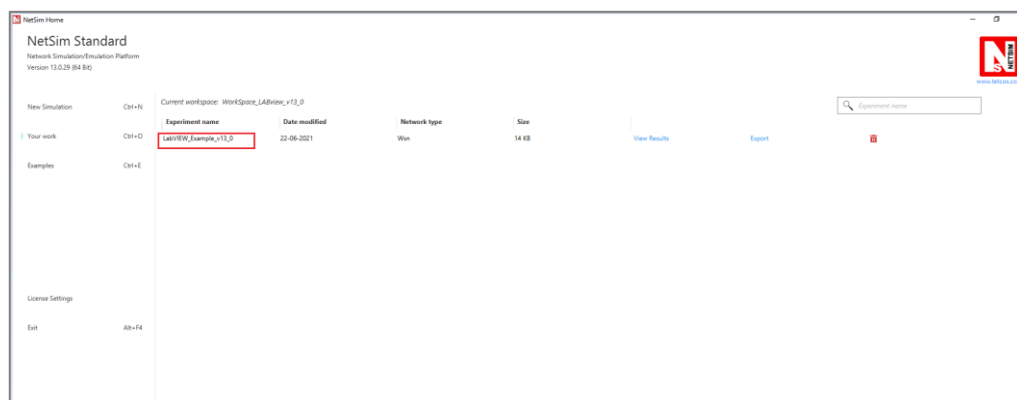 NetSim Home
NetSim Standard
Network Simulation/Emulation Platform
Version 13.0.29 (64 Bit)
NETSIM
www.tetcos.co
New Simulation Ctrl+N
Current workspace: WorkSpace_LABview_v13_0
Experiment name
Experiment name Date modified Network type Size
Your work Ctrl+O
LabVIEW_Example_v13_0 22-06-2021 Wsn 14 KB View Results Export
Examples Ctrl+E
License Settings
Exit Alt+F4